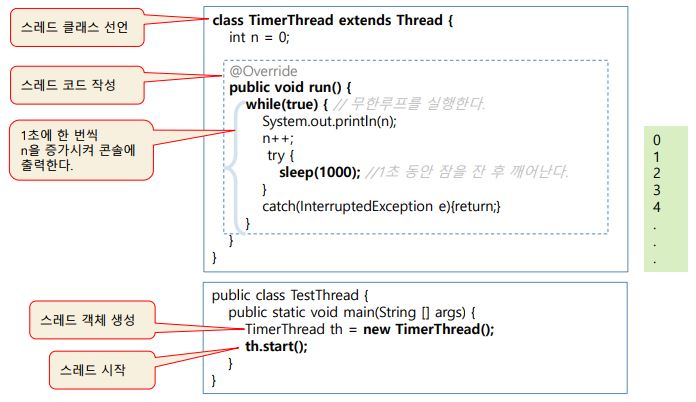 스레드 클래스 선언
class TimerThread extends Thread {
int n = 0;
스레드 코드 작성
@Override
public void run() {
while(true) { // 무한루프를 실행한다.
System.out.println(n);
n++;
try {
sleep(1000); //1초 동안 잠을 잔 후 깨어난다.
}
catch(InterruptedException e){return;}
}
}
}
1초에 한 번씩
n을 증가시켜 콘솔에
출력한다.
0
1
2
3
4
.
.
.
public class TestThread {
public static void main(String [] args) {
스레드 객체 생성
TimerThread th = new TimerThread();
th.start();
스레드 시작
}
}